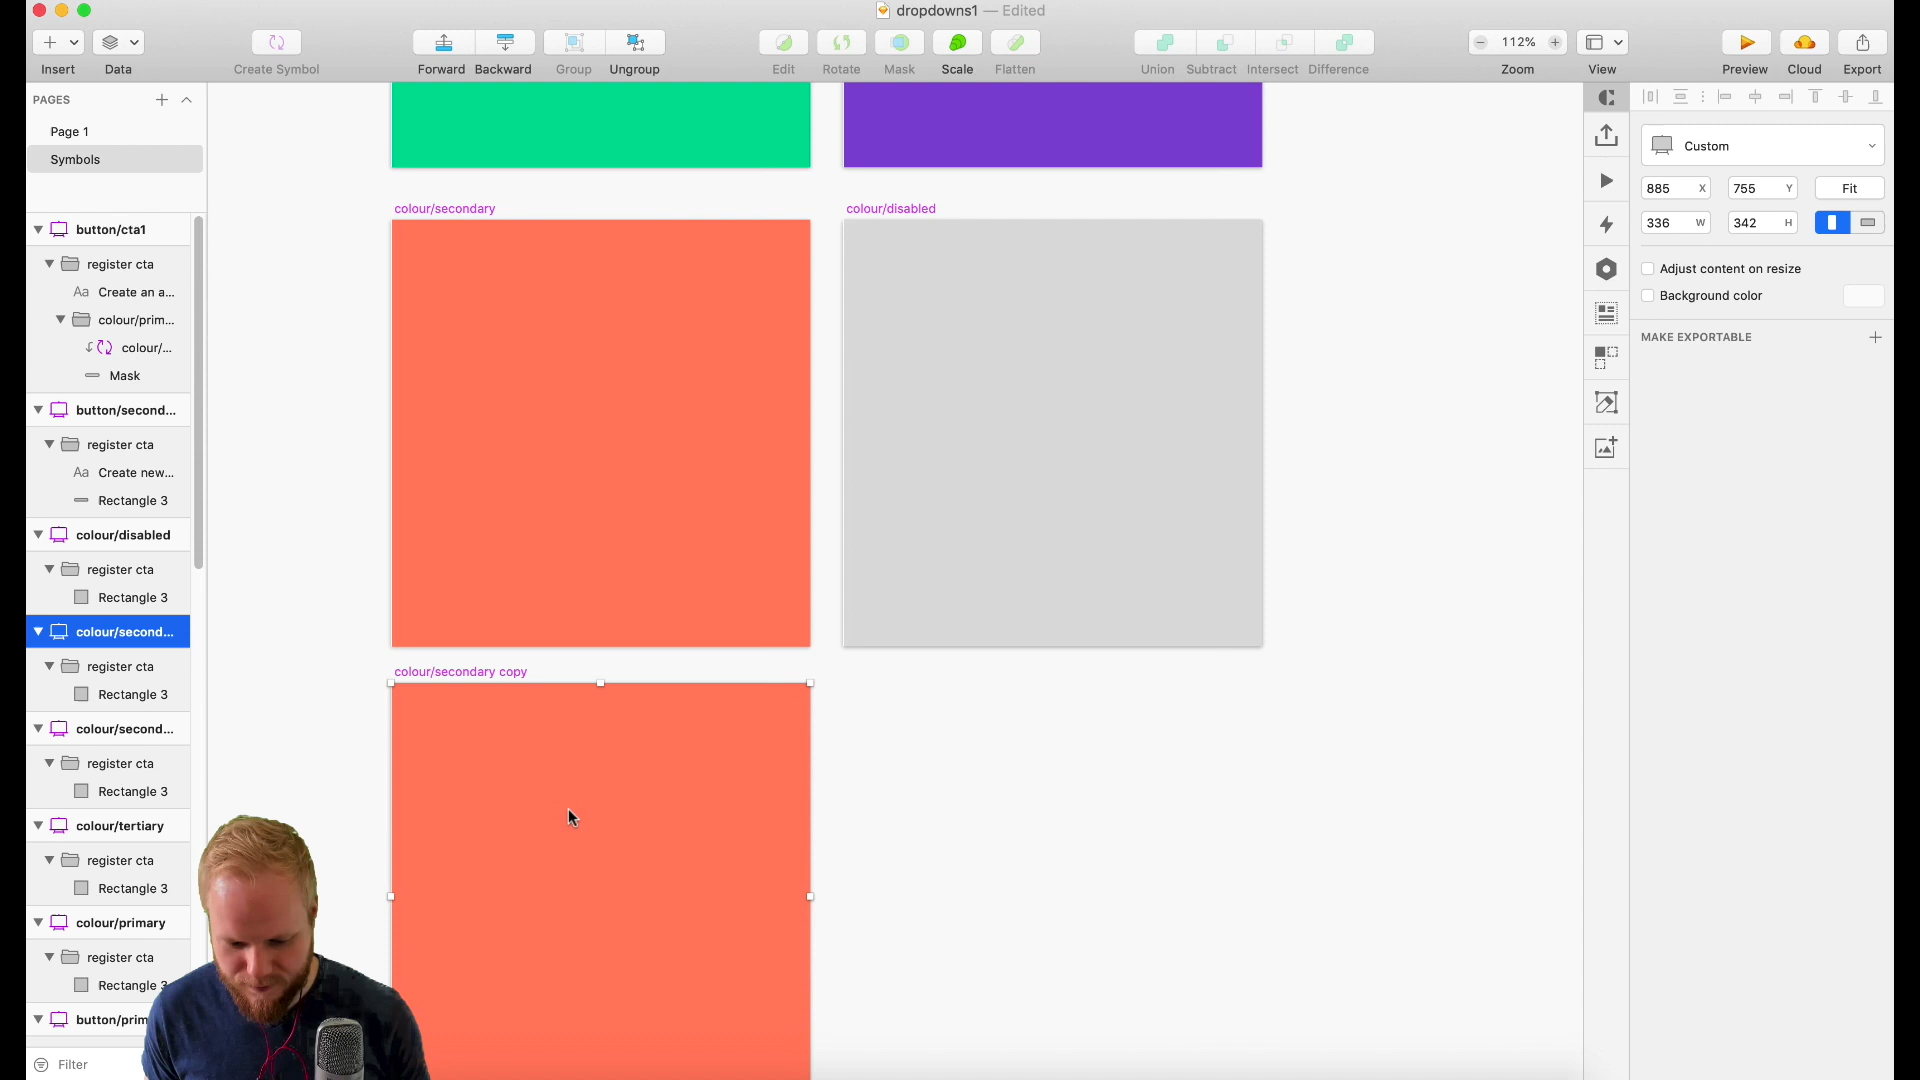 dropdowns1 — Edited
Insert
Data
Create Symbol
Forward
Backward
Group
Ungroup
Edit
Rotate
Mask
Scale
Flatten
Union
Subtract
Intersect
Difference
112%
Zoom
View
Preview
Cloud
Export
PAGES
Page 1
Symbols
button/cta1
register cta
Aa Create an a...
colour/prim...
colour/...
Mask
button/second...
register cta
Aa Create new...
Rectangle 3
colour/disabled
register cta
Rectangle 3
colour/second...
register cta
Rectangle 3
colour/second...
register cta
Rectangle 3
colour/tertiary
register cta
Rectangle 3
colour/primary
register cta
Rectangle 3
button/prim
Filter
colour/secondary
colour/disabled
colour/secondary copy
Custom
885 X
755 Y
Fit
336 W
342 H
Adjust content on resize
Background color
MAKE EXPORTABLE